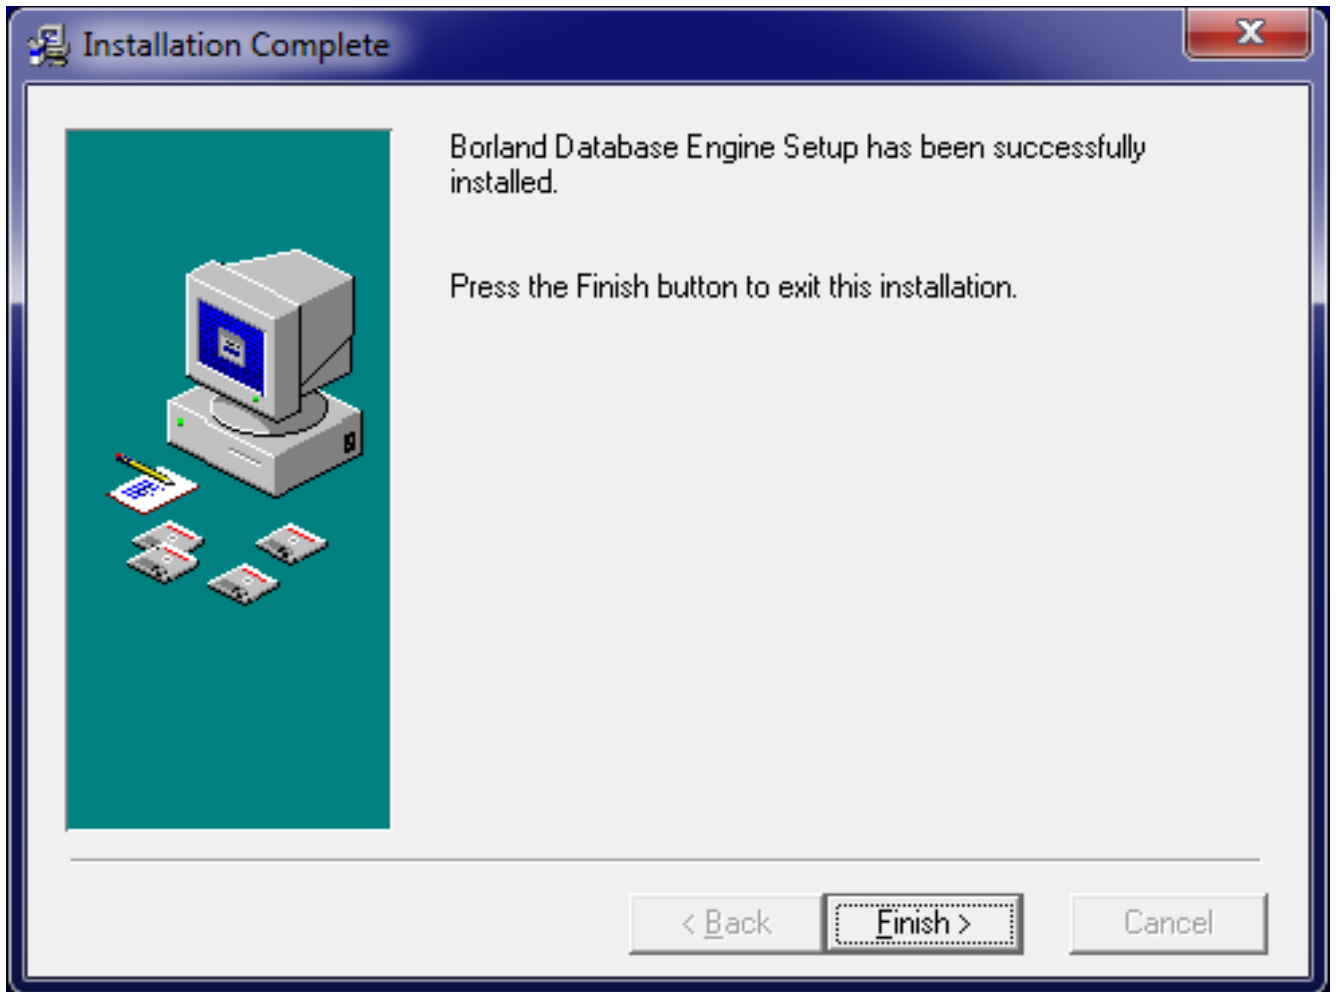 Installation Complete
Borland Database Engine Setup has been successfully
installed.
Press the Finish button to exit this installation.
< Back
Finish >
Cancel